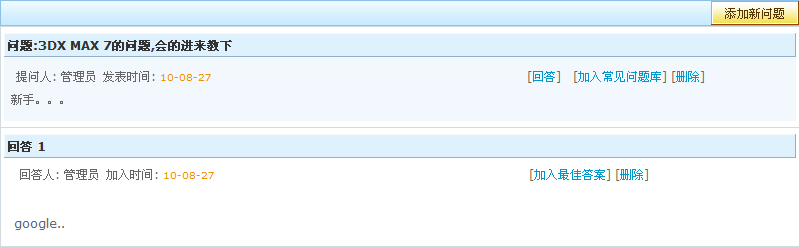 添加新问题
问题:3DX MAX 7的问题,会的进来教下
提问人: 管理员 发表时间: 10-08-27 [回答] [加入常见问题库] [删除]
新手。。。
回答 1
回答人: 管理员 加入时间: 10-08-27 [加入最佳答案] [删除]
google..